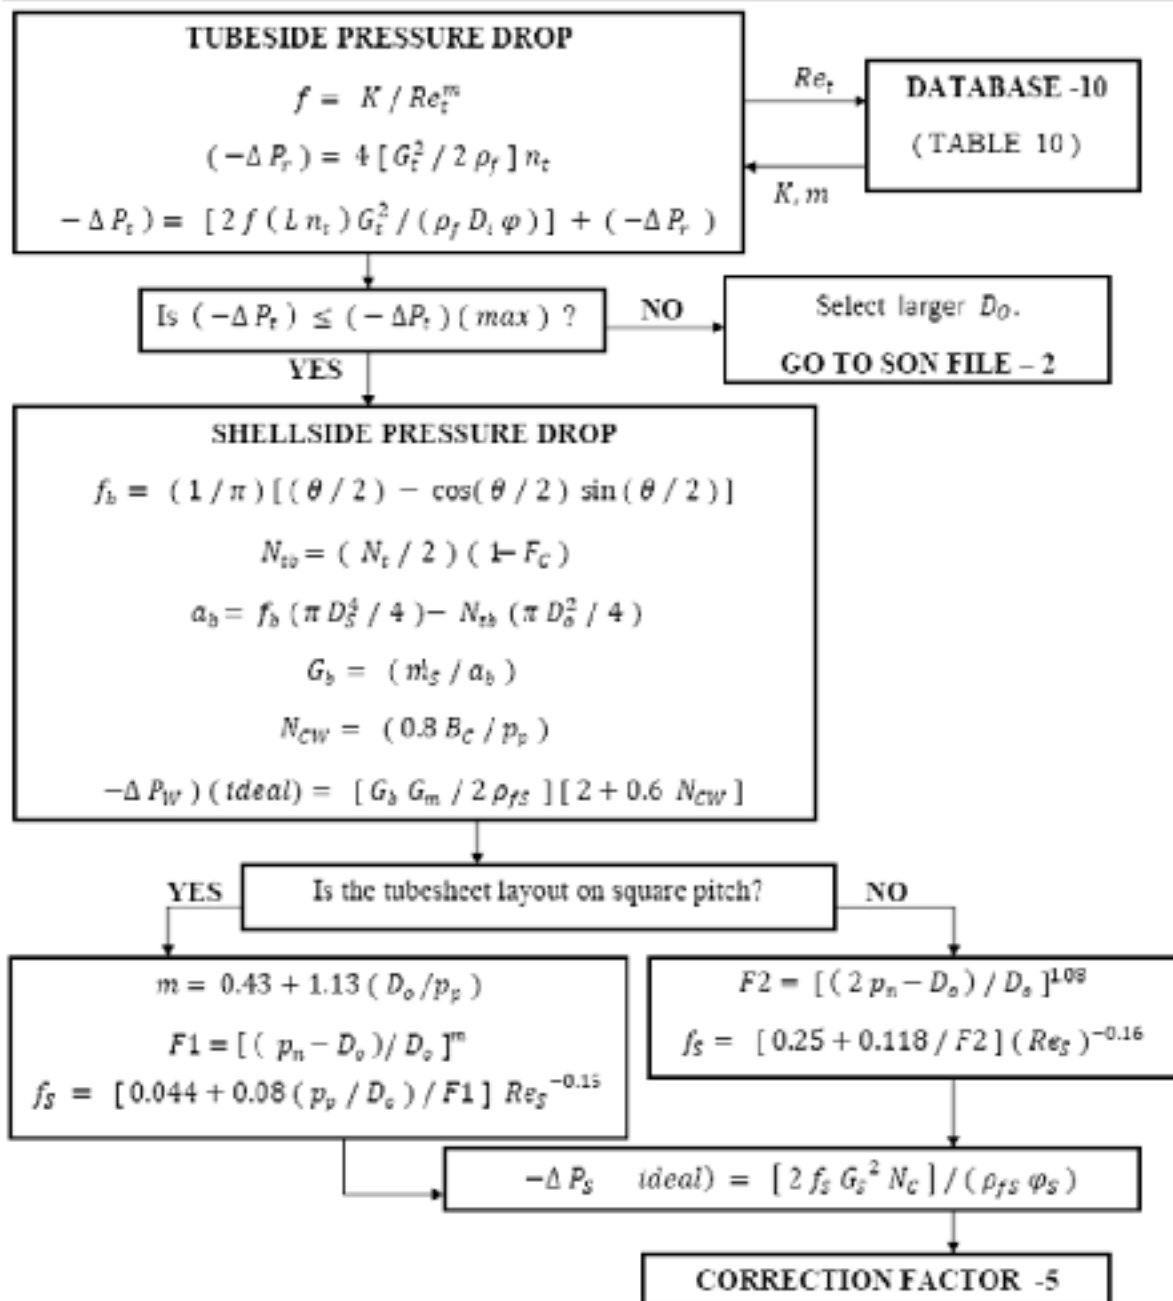 TUBESIDE PRESSURE DROP
f = K / Re_t^m
(−Δ P_r) = 4 [ G_t^2 / 2 ρ_f ] n_t
− Δ P_t ) = [ 2 f ( L n_t ) G_t^2 / ( ρ_f D_i φ ) ] + ( −Δ P_r )
Re_t
K, m
DATABASE -10
( TABLE 10 )
Is ( −Δ P_t ) ≤ ( − ΔP_t ) ( max ) ?
NO
Select larger D_O.
GO TO SON FILE – 2
YES
SHELLSIDE PRESSURE DROP
f_b = ( 1 / π ) [ ( θ / 2 ) − cos( θ / 2 ) sin ( θ / 2 ) ]
N_tb = ( N_t / 2 ) ( 1− F_C )
a_b = f_b ( π D_S^4 / 4 ) − N_tb ( π D_o^2 / 4 )
G_b = ( ṁ_S / a_b )
N_CW = ( 0.8 B_C / p_p )
−Δ P_W ) ( ideal ) = [ G_b G_m / 2 ρ_fS ] [ 2 + 0.6 N_CW ]
YES
Is the tubesheet layout on square pitch?
NO
m = 0.43 + 1.13 ( D_o / p_p )
F1 = [ ( p_n − D_o ) / D_o ]^m
f_S = [ 0.044 + 0.08 ( p_p / D_o ) / F1 ] Re_S^−0.15
F2 = [ ( 2 p_n − D_o ) / D_o ]^1.08
f_S = [ 0.25 + 0.118 / F2 ] ( Re_S )^−0.16
−Δ P_S ideal) = [ 2 f_s G_s^2 N_C ] / ( ρ_fS φ_S )
CORRECTION FACTOR -5